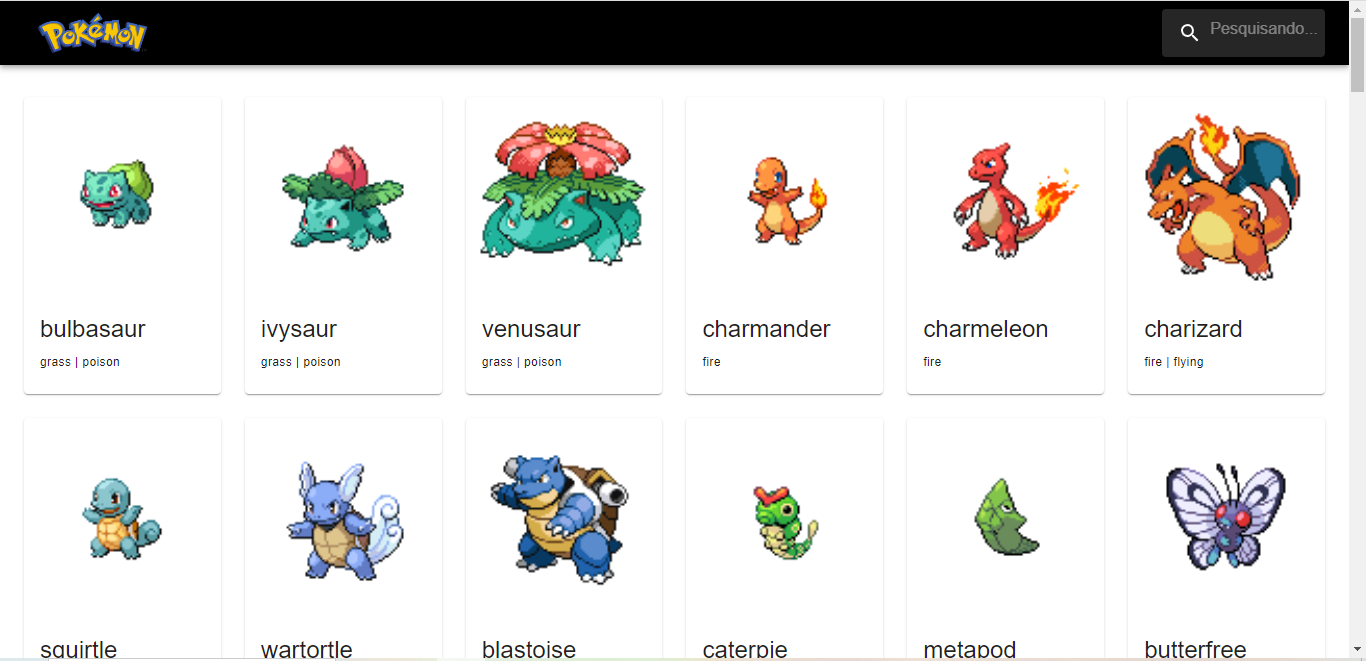 Pokémon
Pesquisando...
bulbasaur
grass | poison
ivysaur
grass | poison
venusaur
grass | poison
charmander
fire
charmeleon
fire
charizard
fire | flying
squirtle
wartortle
blastoise
caterpie
metapod
butterfree